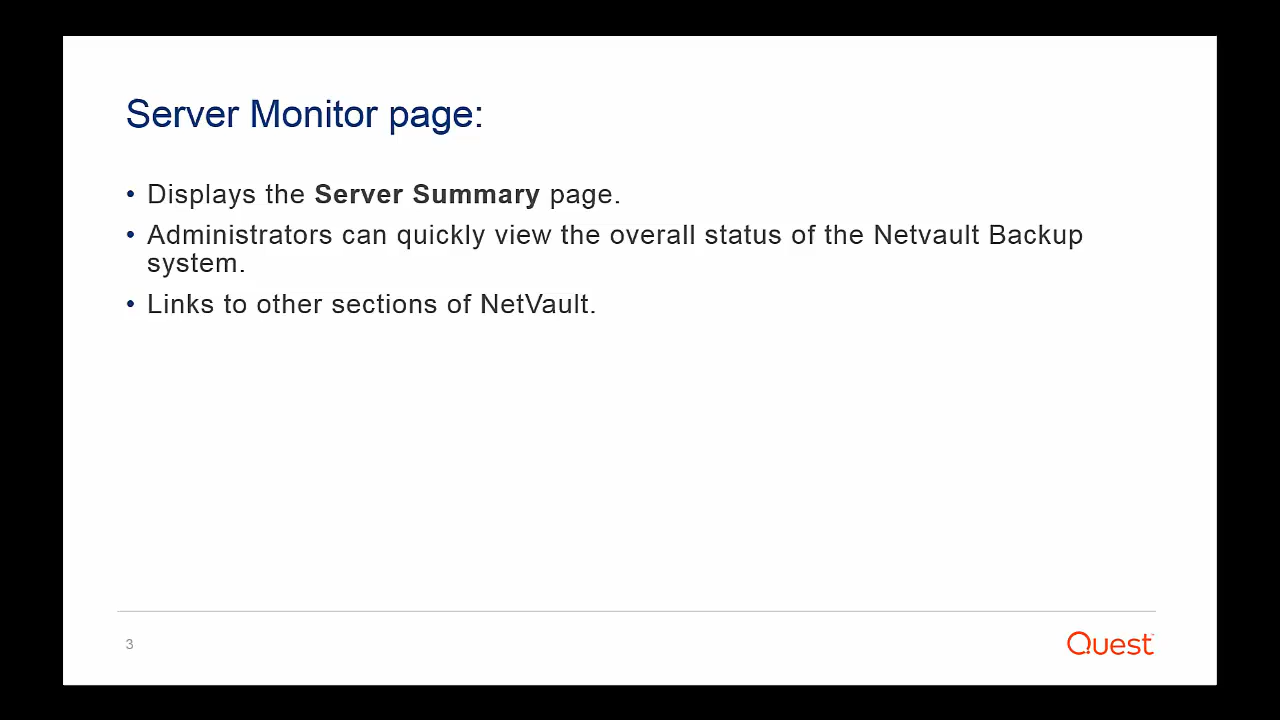 Server Monitor page:
• Displays the Server Summary page.
• Administrators can quickly view the overall status of the Netvault Backup
system.
• Links to other sections of NetVault.
3
Quest